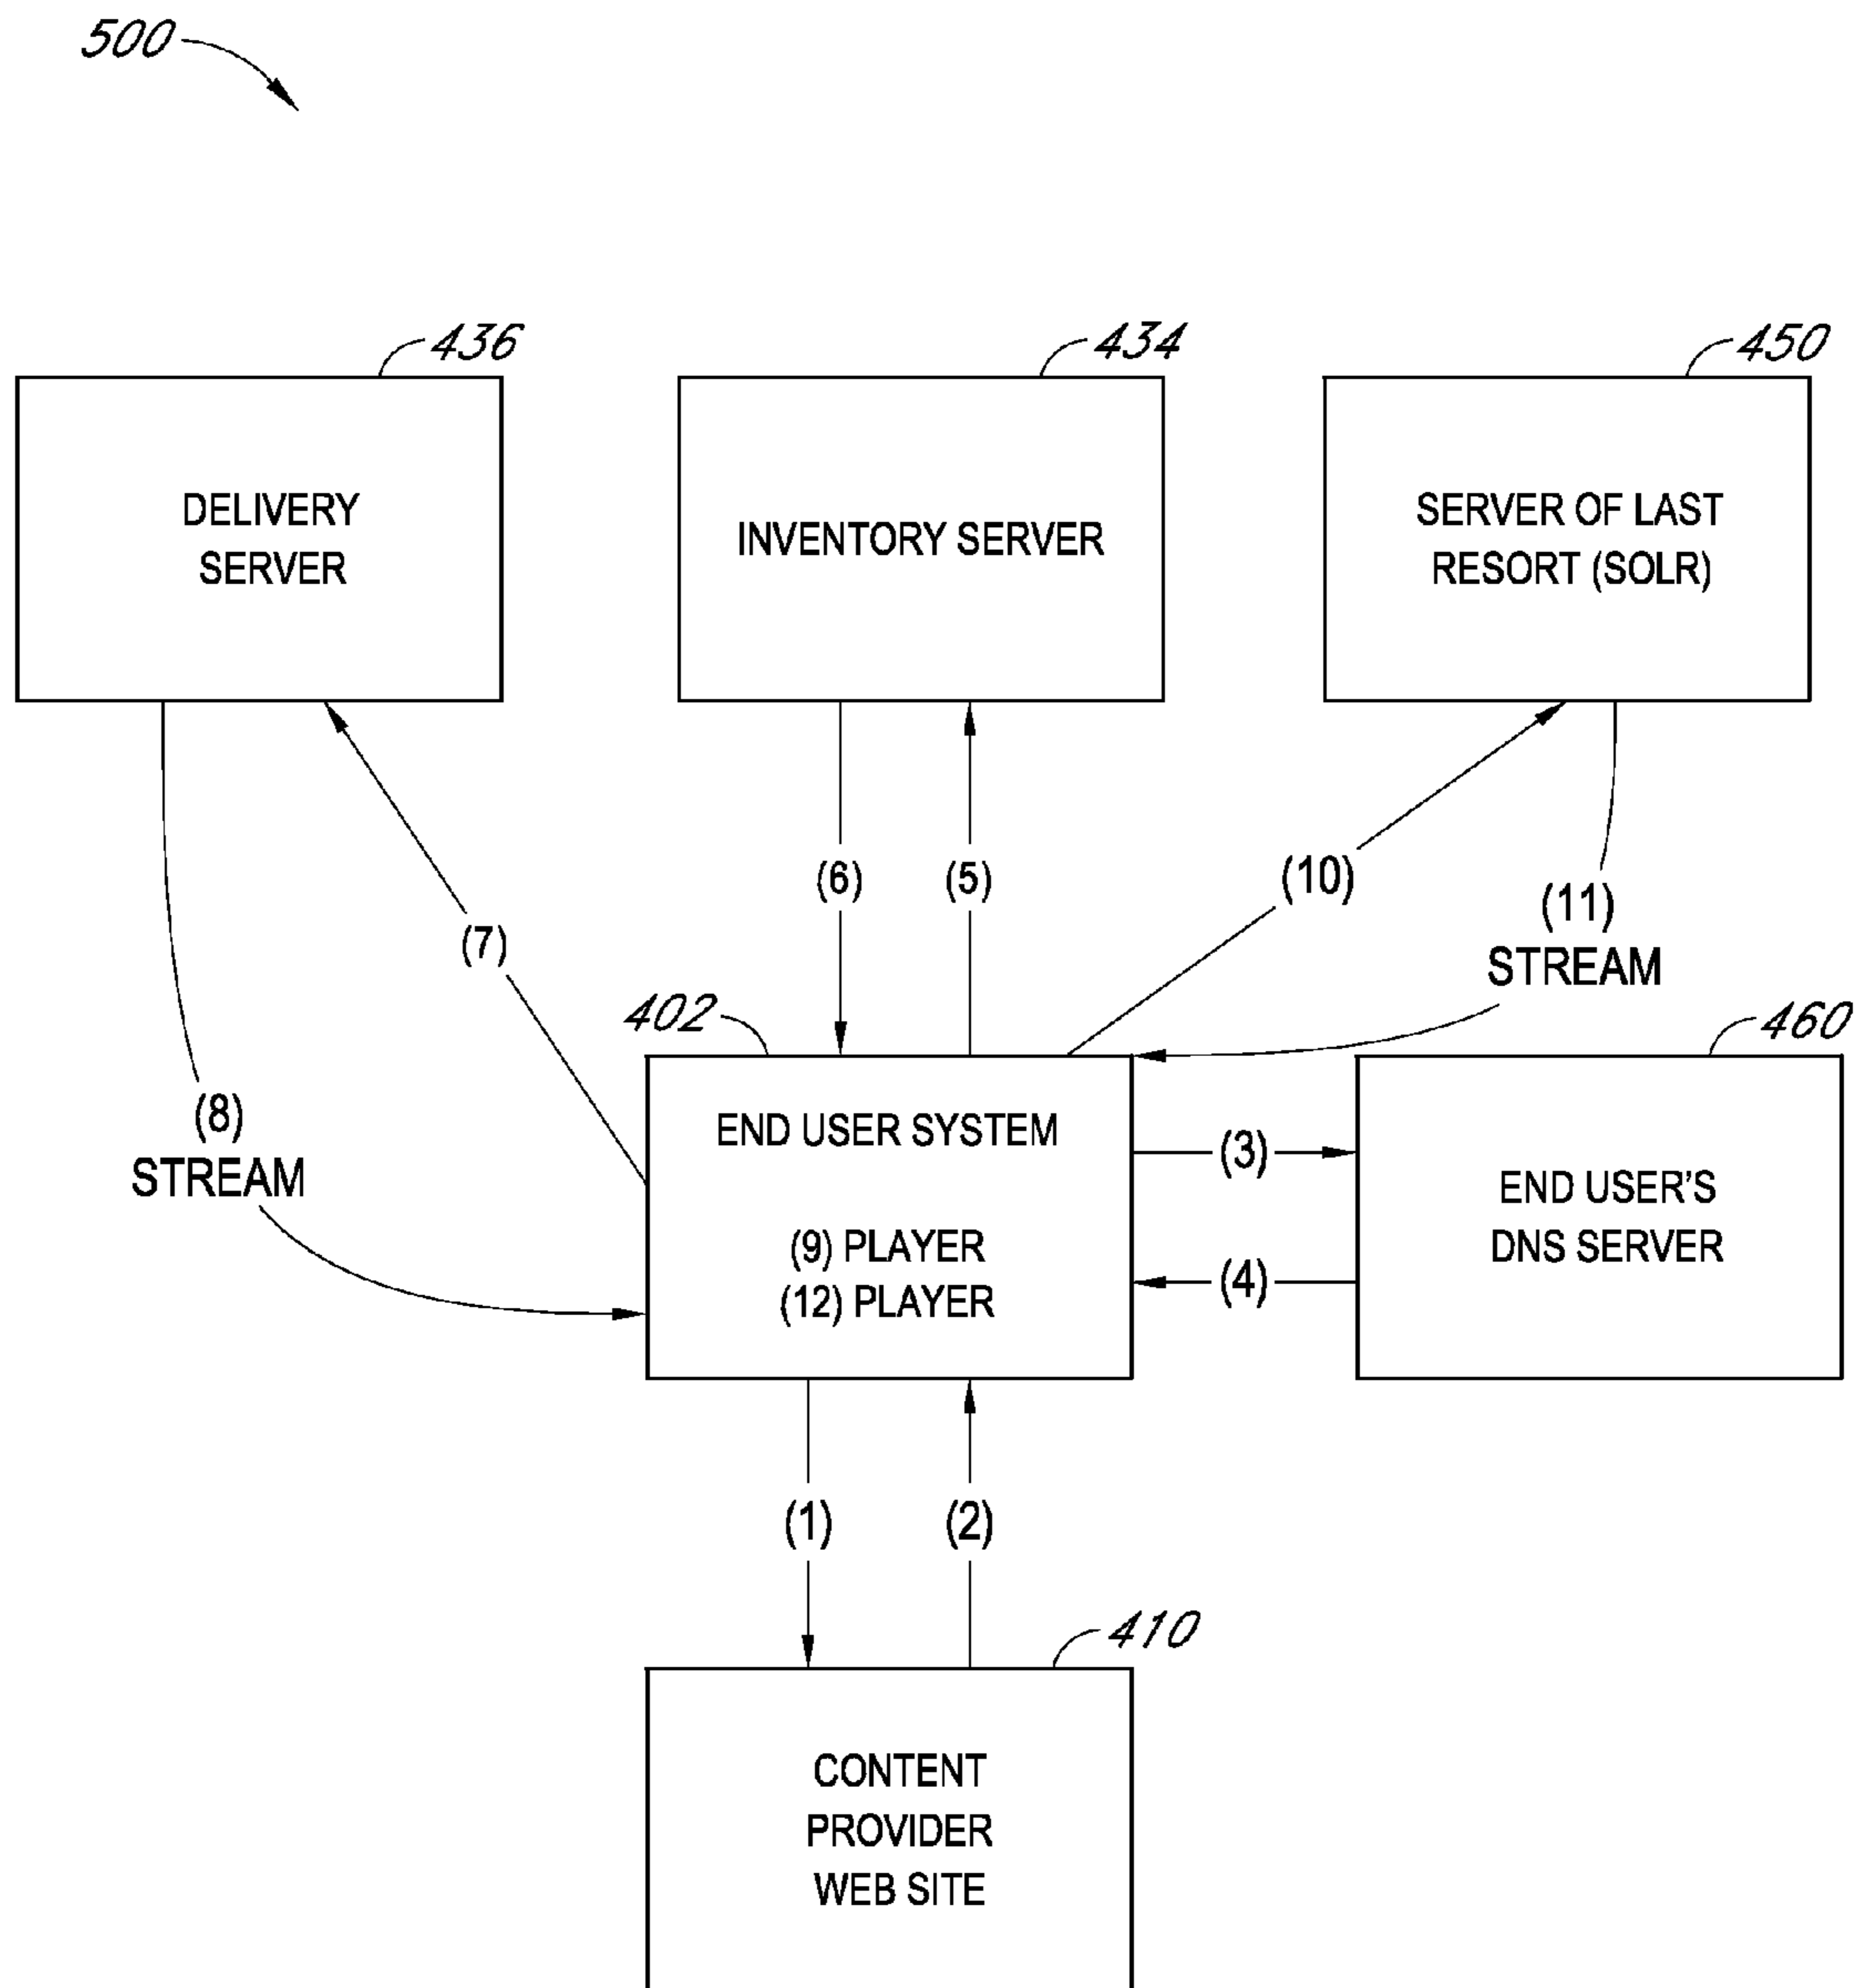 500
436
434
450
DELIVERY
SERVER
INVENTORY SERVER
SERVER OF LAST
RESORT (SOLR)
(6)
(5)
(10)
(11)
STREAM
(7)
402
460
(8)
STREAM
END USER SYSTEM
(9) PLAYER
(12) PLAYER
(3)
(4)
END USER'S
DNS SERVER
(1)
(2)
410
CONTENT
PROVIDER
WEB SITE